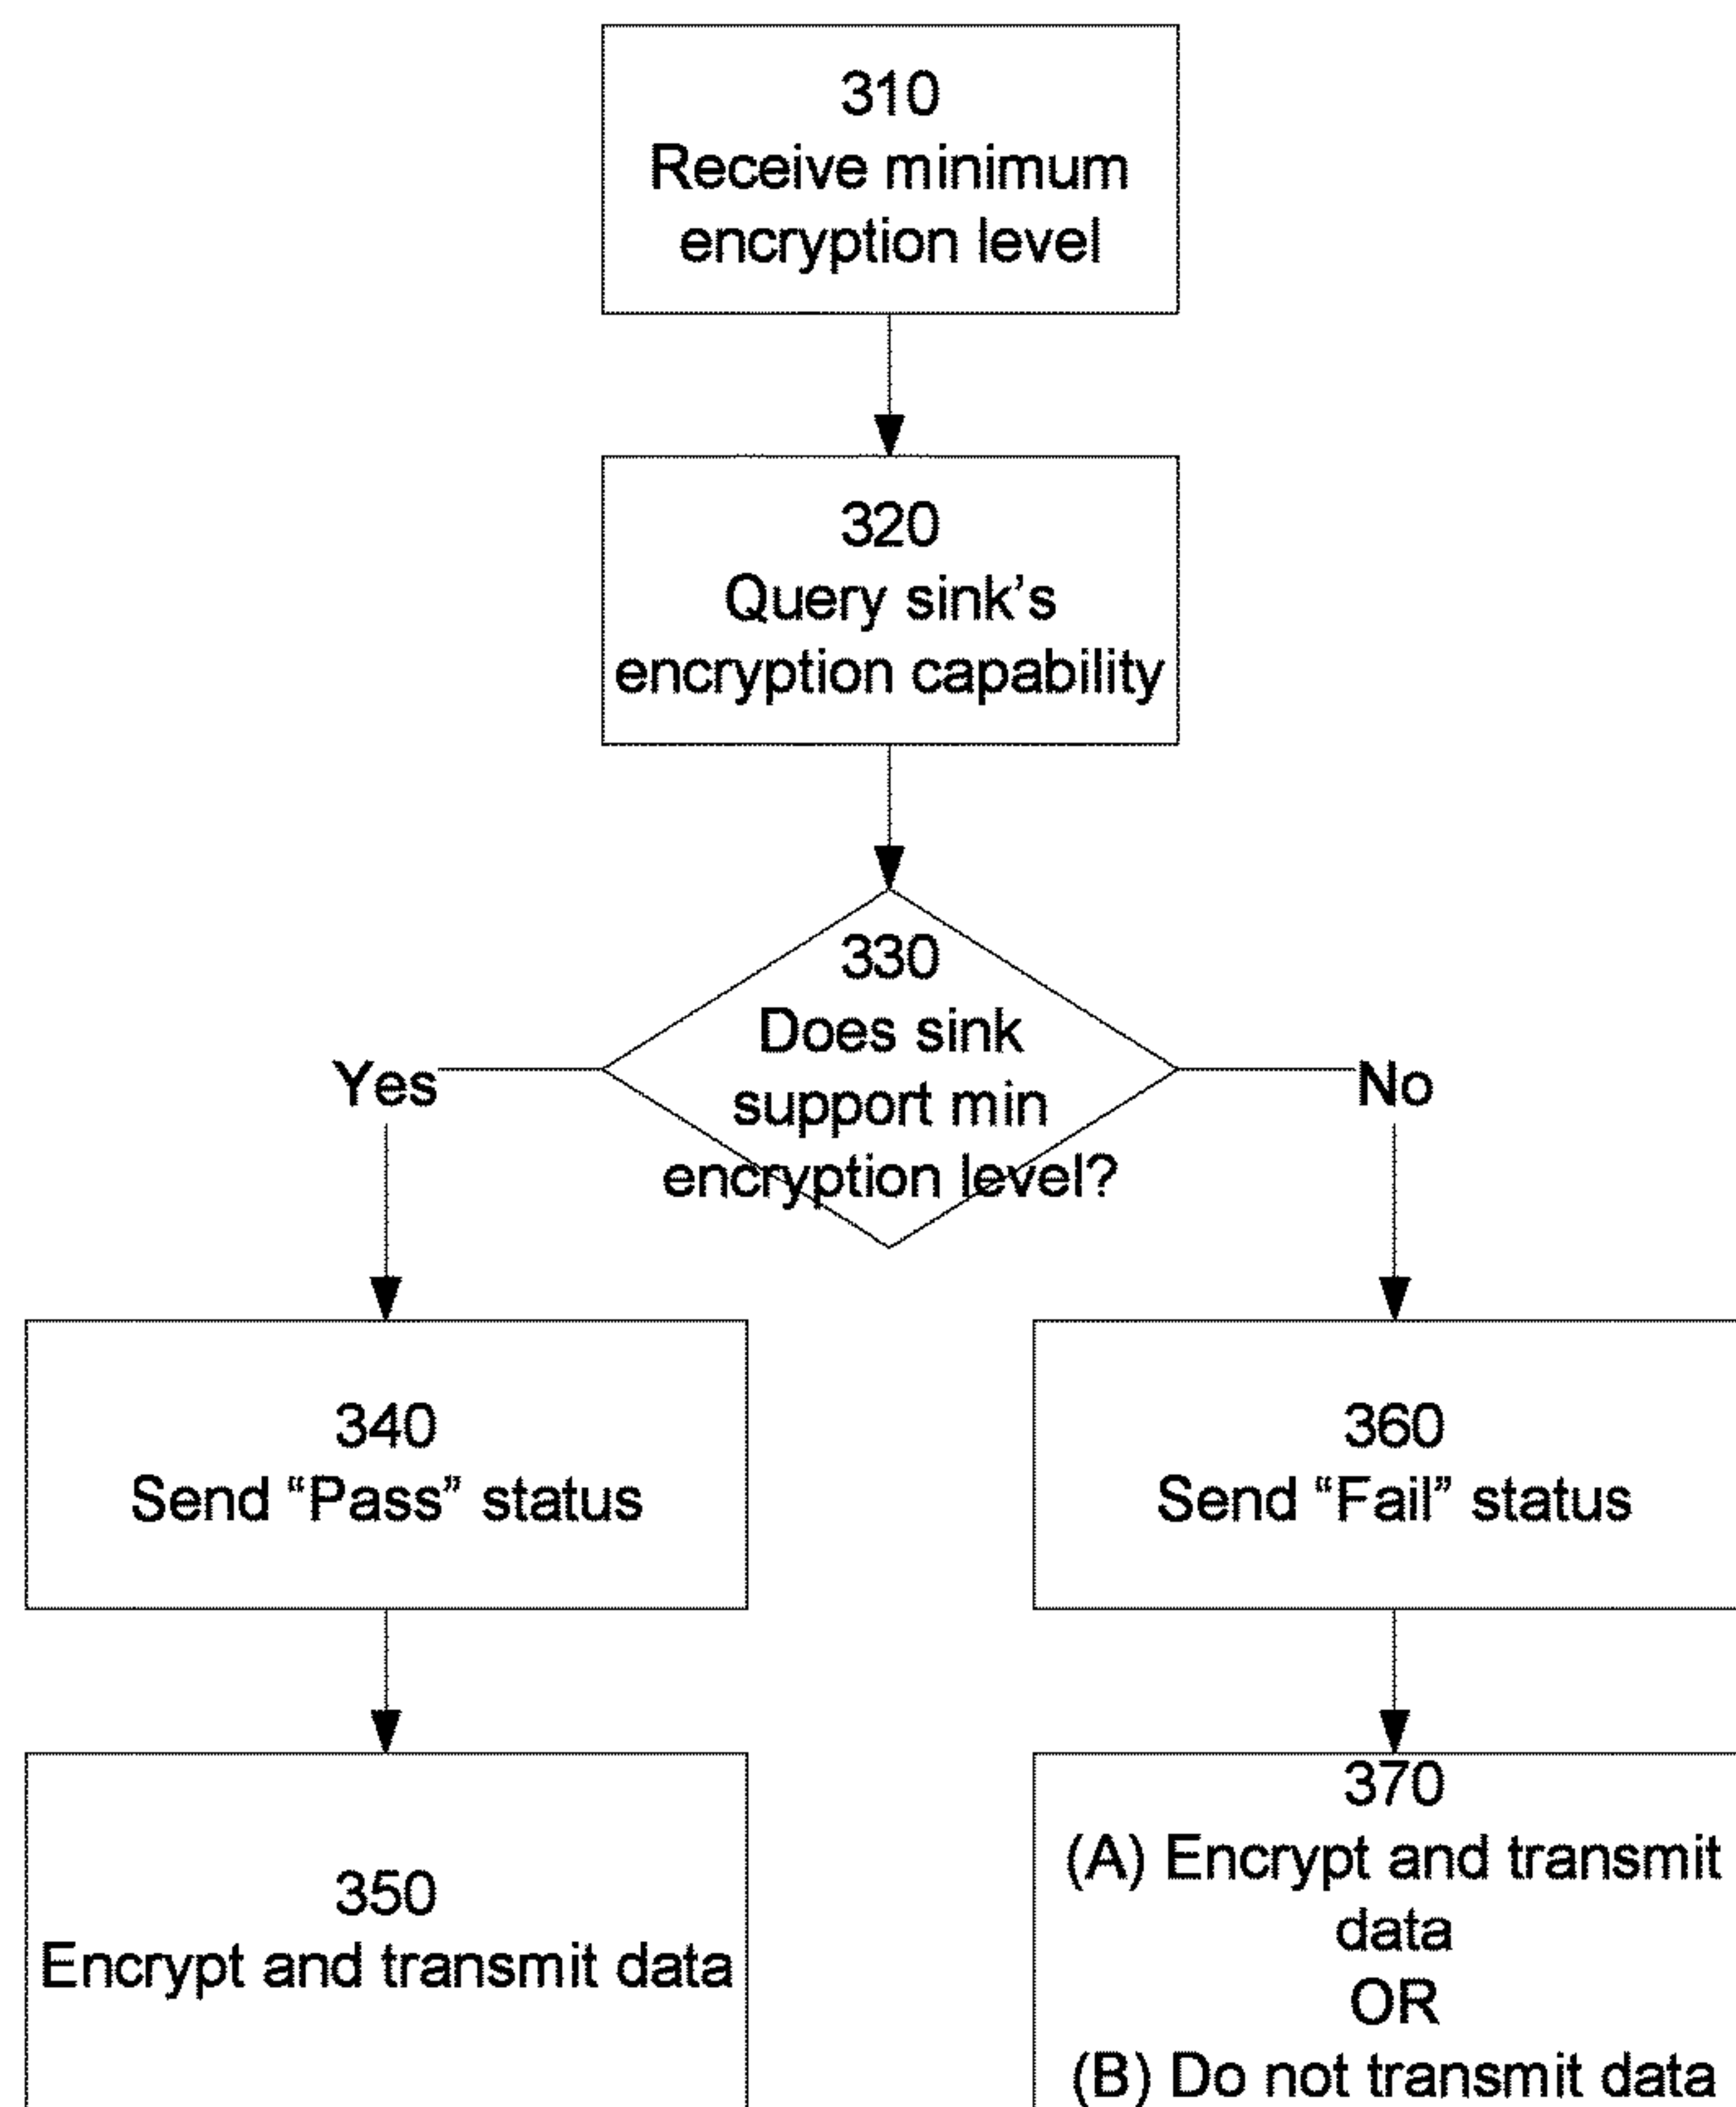 310
Receive minimum
encryption level
320
Query sink's
encryption capability
330
Does sink
support min
encryption level?
Yes
No
340
Send “Pass” status
360
Send “Fail” status
350
Encrypt and transmit data
370
(A) Encrypt and transmit
data
OR
(B) Do not transmit data